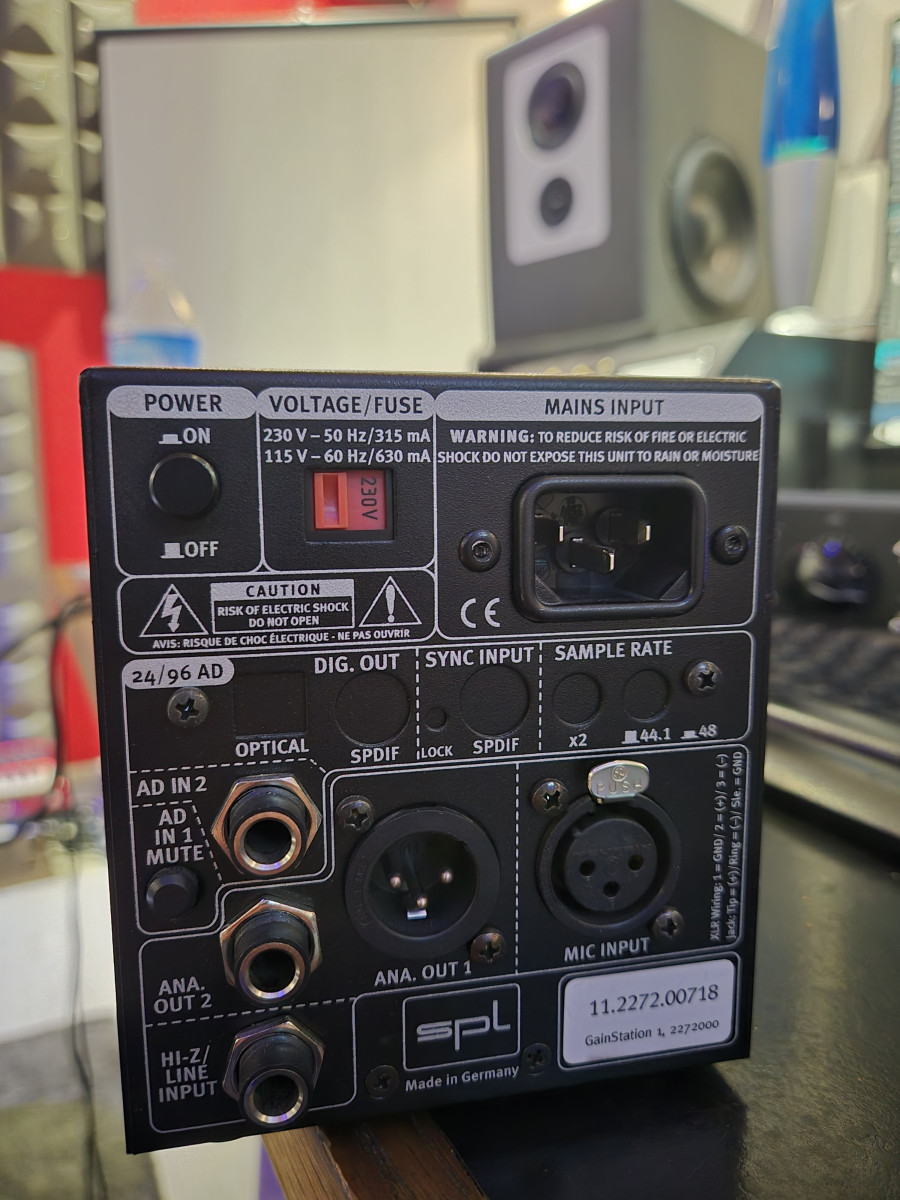 POWER
ON
OFF
VOLTAGE/FUSE
230 V – 50 Hz/315 mA
115 V – 60 Hz/630 mA
230V
MAINS INPUT
WARNING: TO REDUCE RISK OF FIRE OR ELECTRIC
SHOCK DO NOT EXPOSE THIS UNIT TO RAIN OR MOISTURE
CE
CAUTION
RISK OF ELECTRIC SHOCK
DO NOT OPEN
AVIS: RISQUE DE CHOC ÉLECTRIQUE - NE PAS OUVRIR
24/96 AD
DIG. OUT
OPTICAL
SPDIF
SYNC INPUT
LOCK
SPDIF
SAMPLE RATE
x2
44.1
48
AD IN 2
AD
IN 1
MUTE
ANA.
OUT 2
HI-Z/
LINE
INPUT
ANA. OUT 1
PUSH
MIC INPUT
XLR Wiring: 1 = GND/ 2 = (+)/ 3 = (–)
Jack: Tip = (+)/Ring = (–)/ Sle. = GND
spl
Made in Germany
11.2272.00718
GainStation 1, 2272000